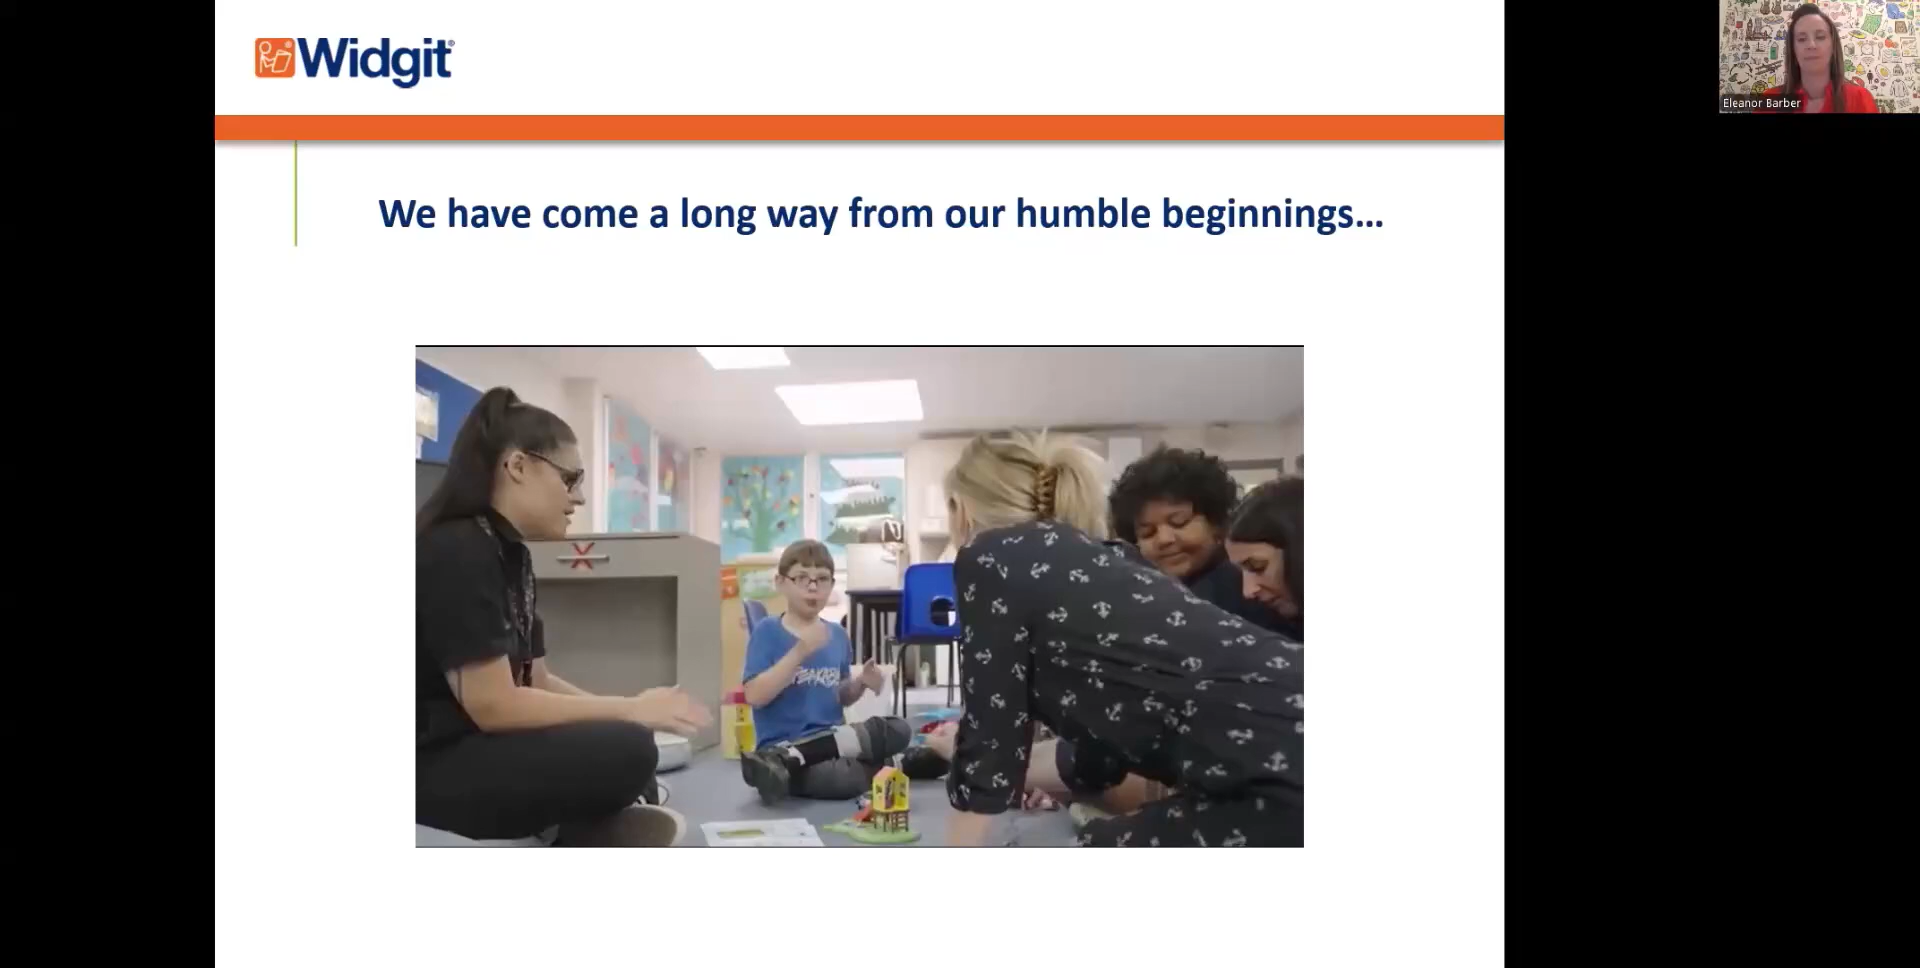 Widgit
Eleanor Barber
We have come a long way from our humble beginnings...